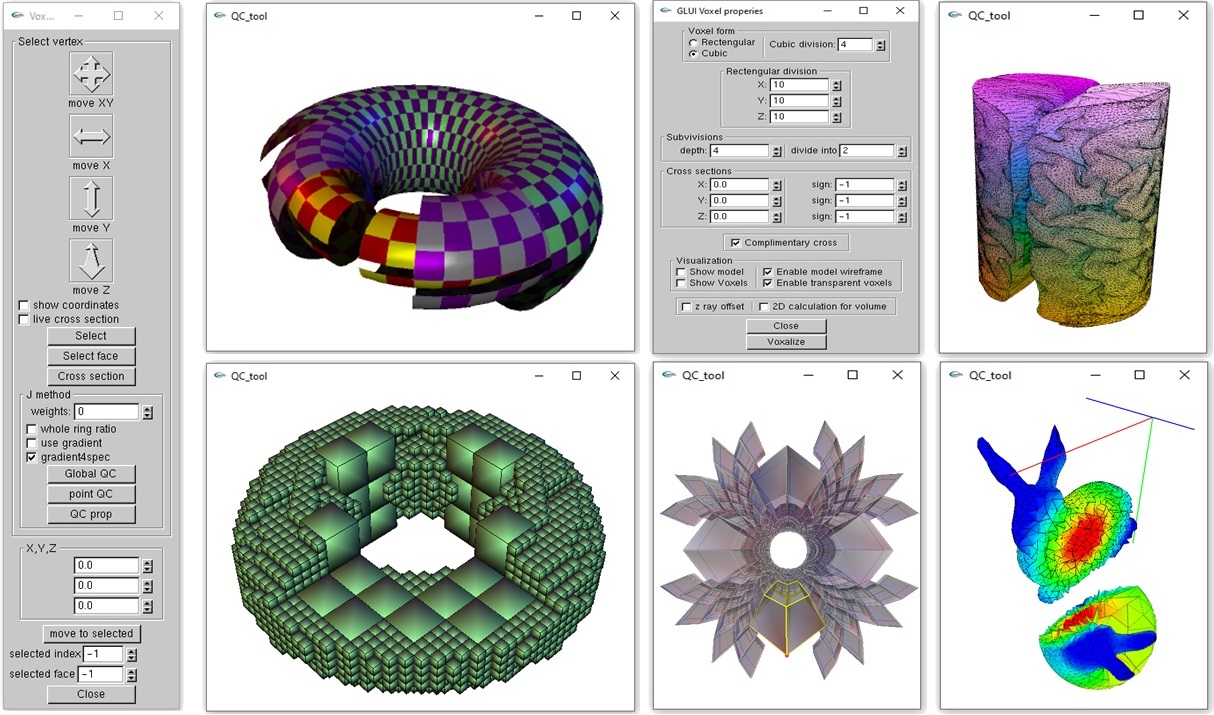 Vox...
Select vertex
move XY
move X
move Y
move Z
show coordinates
live cross section
Select
Select face
Cross section
J method
weights: 0
whole ring ratio
use gradient
gradient4spec
Global QC
point QC
QC prop
X,Y,Z
0.0
0.0
0.0
move to selected
selected index -1
selected face -1
Close
QC_tool
GLUI Voxel properies
Voxel form
Rectangular
Cubic
Cubic division: 4
Rectangular division
X: 10
Y: 10
Z: 10
Subvivisions
depth: 4 divide into 2
Cross sections
X: 0.0 sign: -1
Y: 0.0 sign: -1
Z: 0.0 sign: -1
Complimentary cross
Visualization
Show model Enable model wireframe
Show Voxels Enable transparent voxels
z ray offset 2D calculation for volume
Close
Voxalize
QC_tool
QC_tool
QC_tool
QC_tool